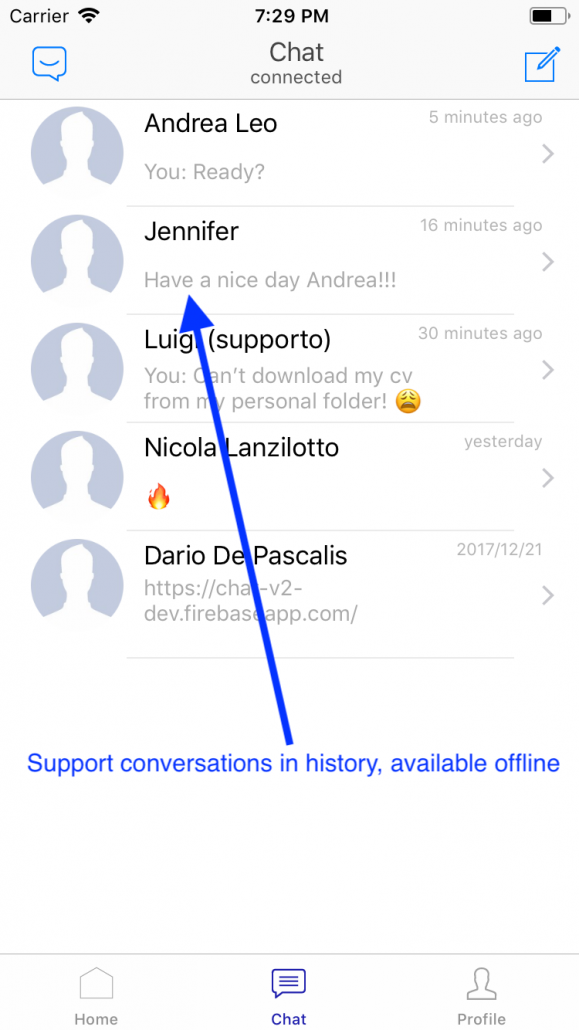 Carrier 7:29 PM
Chat
connected
Andrea Leo 5 minutes ago
You: Ready?
Jennifer 16 minutes ago
Have a nice day Andrea!!!
Luigi (supporto) 30 minutes ago
You: Can’t download my cv
from my personal folder! 😩
Nicola Lanzilotto yesterday
🔥
Dario De Pascalis 2017/12/21
https://chat-v2-
dev.firebaseapp.com/
Support conversations in history, available offline
Home Chat Profile